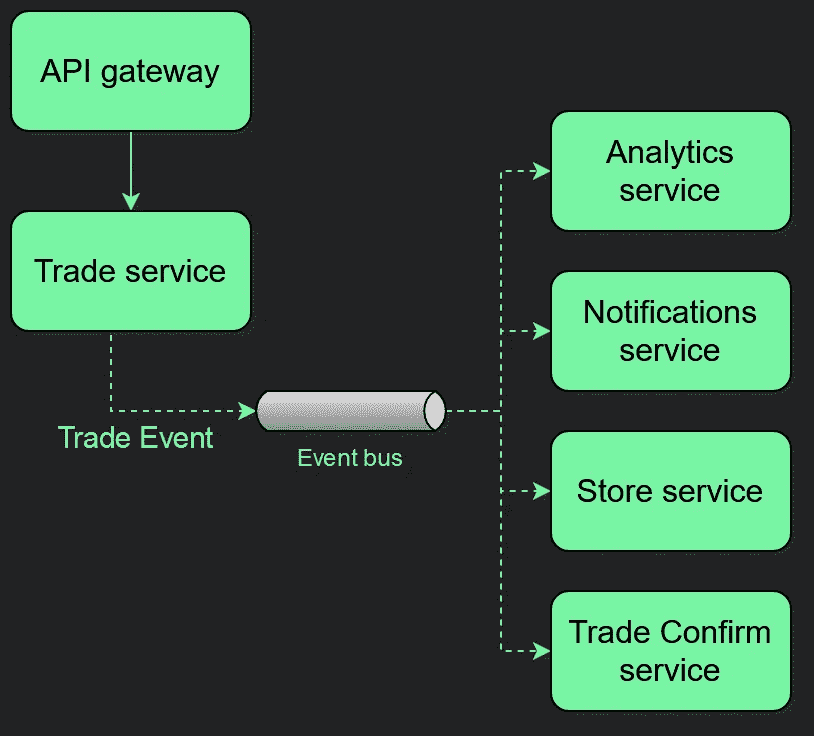 API gateway
Trade service
Trade Event
Event bus
Analytics
service
Notifications
service
Store service
Trade Confirm
service